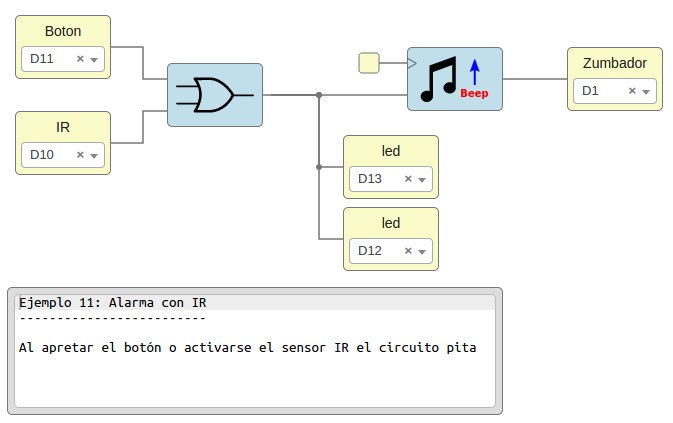 Boton
D11 ×
IR
D10 ×
Beep
Zumbador
D1 ×
led
D13 ×
led
D12 ×
Ejemplo 11: Alarma con IR
-------------------------
Al apretar el botón o activarse el sensor IR el circuito pita